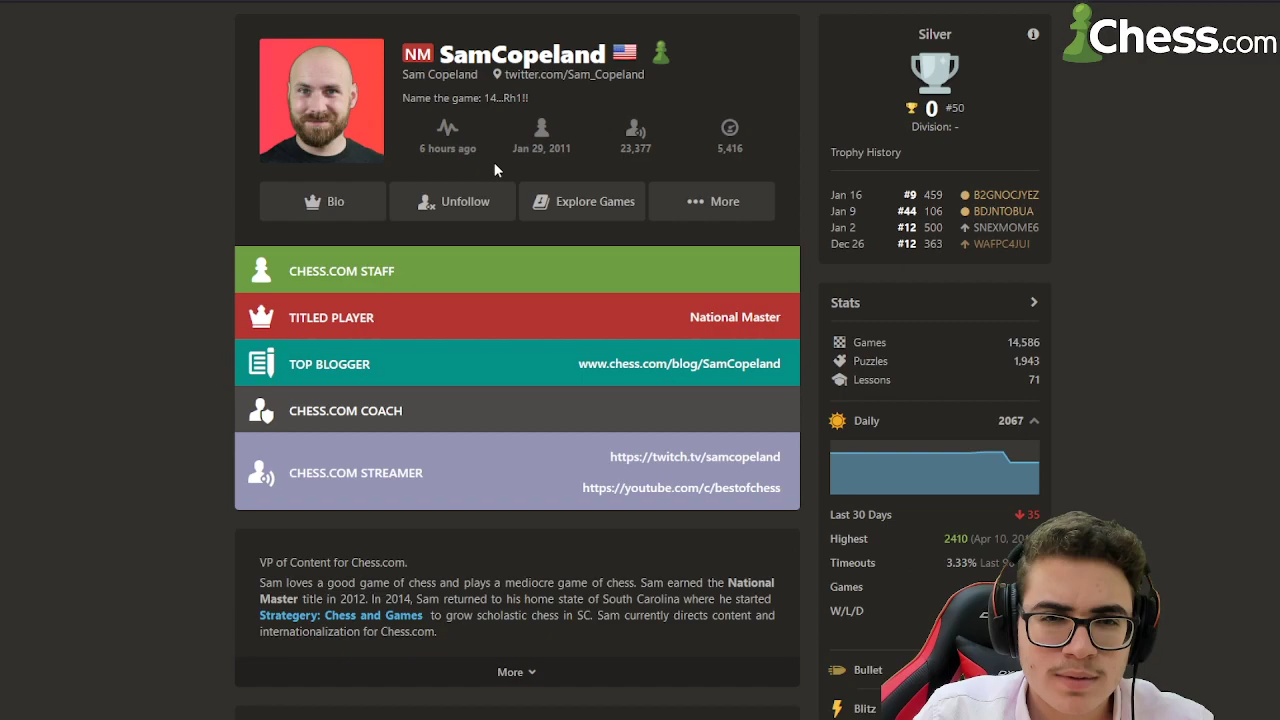 Chess.com
NM SamCopeland
Sam Copeland twitter.com/Sam_Copeland
Name the game: 14...Rh1!!
6 hours ago Jan 29, 2011 23,377 5,416
Bio Unfollow Explore Games More
CHESS.COM STAFF
TITLED PLAYER National Master
TOP BLOGGER www.chess.com/blog/SamCopeland
CHESS.COM COACH
CHESS.COM STREAMER
https://twitch.tv/samcopeland
https://youtube.com/c/bestofchess
VP of Content for Chess.com.
Sam loves a good game of chess and plays a mediocre game of chess. Sam earned the National
Master title in 2012. In 2014, Sam returned to his home state of South Carolina where he started
Strategery: Chess and Games to grow scholastic chess in SC. Sam currently directs content and
internationalization for Chess.com.
More
Silver
0 #50
Division: -
Trophy History
Jan 16 #9 459 B2GNOCJYEZ
Jan 9 #44 106 BDJNTOBUA
Jan 2 #12 500 SNEXMOME6
Dec 26 #12 363 WAFPC4JUI
Stats
Games 14,586
Puzzles 1,943
Lessons 71
Daily 2067
Last 30 Days 35
Highest 2410 (Apr 10,
Timeouts 3.33% Last
Games
W/L/D
Bullet
Blitz